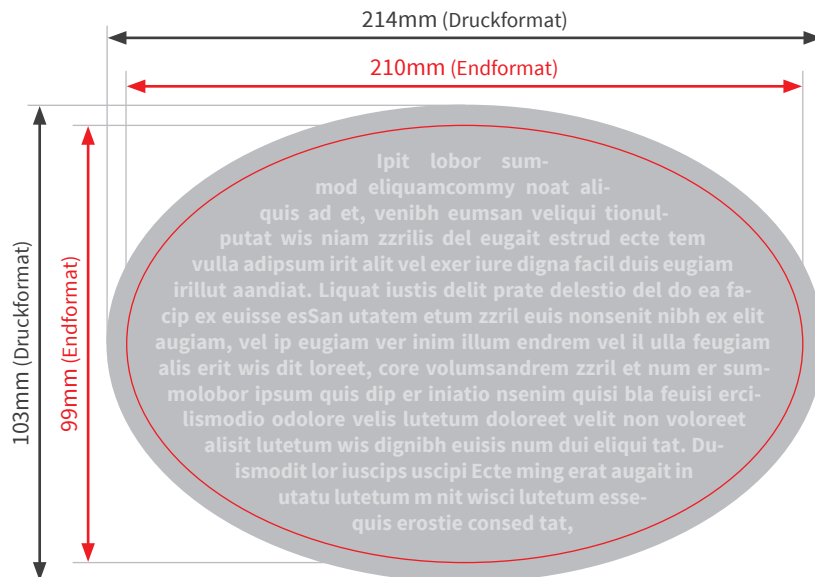 214mm (Druckformat)
210mm (Endformat)
103mm (Druckformat)
99mm (Endformat)
Ipit lobor sum-
mod eliquamcommy noat ali-
quis ad et, venibh eumsan veliqui tionul-
putat wis niam zzrilis del eugait estrud ecte tem
vulla adipsum irit alit vel exer iure digna facil duis eugiam
irillut aandiat. Liquat iustis delit prate delestio del do ea fa-
cip ex euisse esSan utatem etum zzril euis nonsenit nibh ex elit
augiam, vel ip eugiam ver inim illun endrem vel il ulla feugiam
alis erit wis dit loreet, core volumsandrem zzril et num er sum-
molobor ipsum quis dip er iniatio nsenim quisi bla feuisi erci-
lismodio odolore velis lutetum doloreet velit non voloreet
alisit lutetum wis dignibh euisis num dui eliqui tat. Du-
ismodit lor iuscips uscipi Ecte ming erat augait in
utatu lutetum m nit wisci lutetum esse-
quis erostie consed tat,